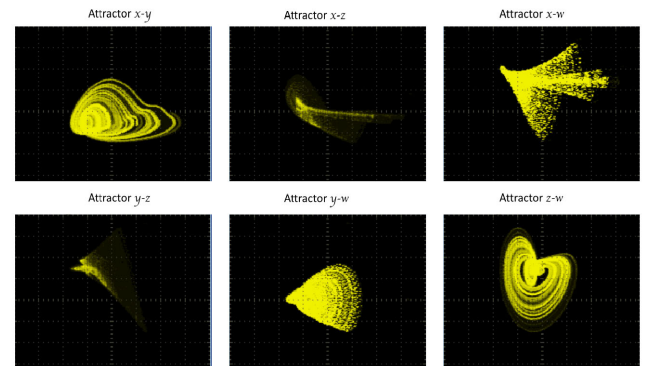 Attractor x-y
Attractor x-z
Attractor x-w
Attractor y-z
Attractor y-w
Attractor z-w